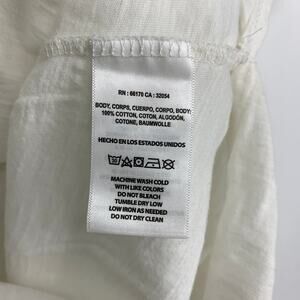 RN : 66170 CA : 32054
BODY, CORPS, CUERPO, CORPO, BODY:
100% COTTON, COTON, ALGODÓN,
COTONE, BAUMWOLLE
HECHO EN LOS ESTADOS UNIDOS
MACHINE WASH COLD
WITH LIKE COLORS
DO NOT BLEACH
TUMBLE DRY LOW
LOW IRON AS NEEDED
DO NOT DRY CLEAN